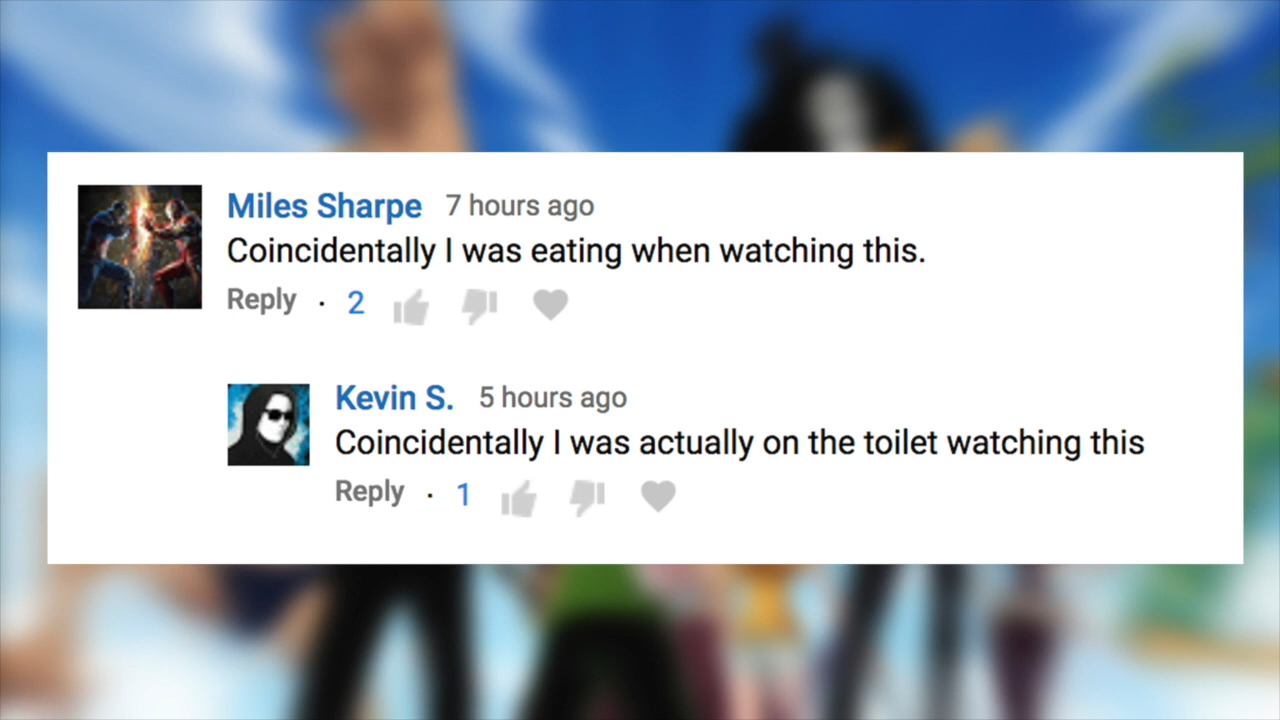 Miles Sharpe 7 hours ago
Coincidentally I was eating when watching this.
Reply · 2
Kevin S. 5 hours ago
Coincidentally I was actually on the toilet watching this
Reply · 1